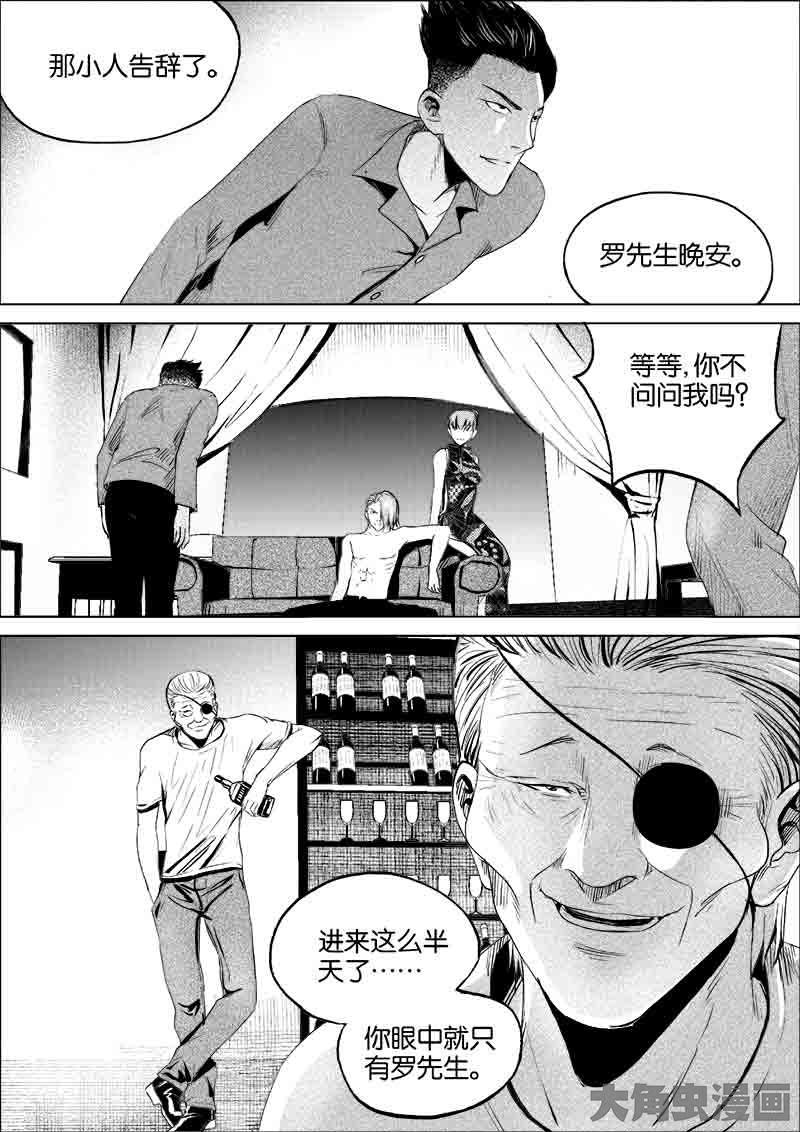 那小人告辞了。
罗先生晚安。
等等,你不
问问我吗?
进来这么半
天了……
你眼中就只
有罗先生。
大角虫漫画